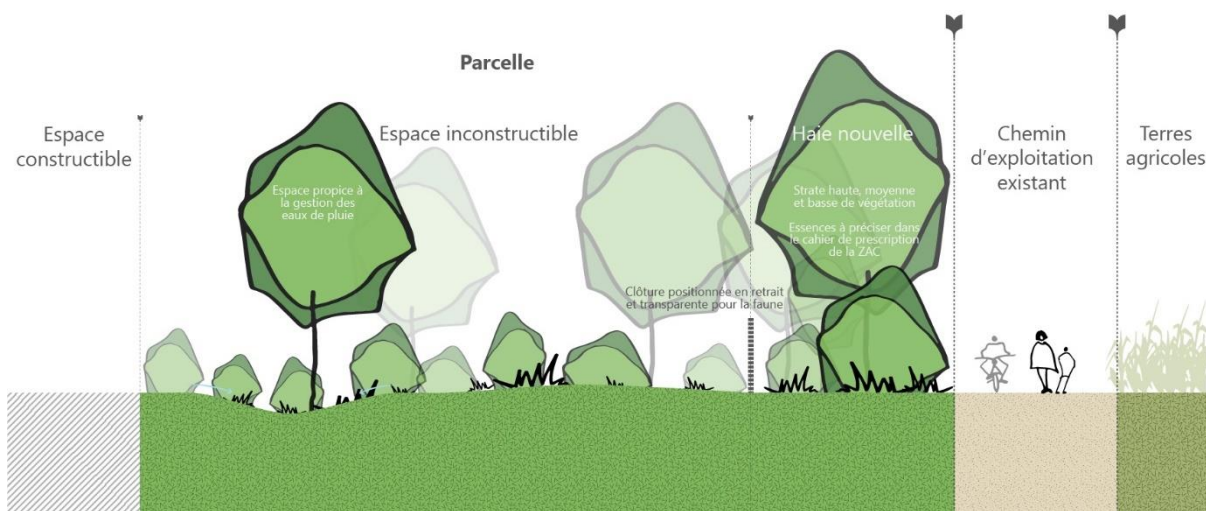 Parcelle
Espace
constructible
Espace inconstructible
Espace propice à
la gestion des
eaux de pluie
Clôture positionnée en retrait
et transparente pour la faune
Haie nouvelle
Strate haute, moyenne
et basse de végétation
Essences à préciser dans
le cahier de prescription
de la ZAC
Chemin
d'exploitation
existant
Terres
agricoles